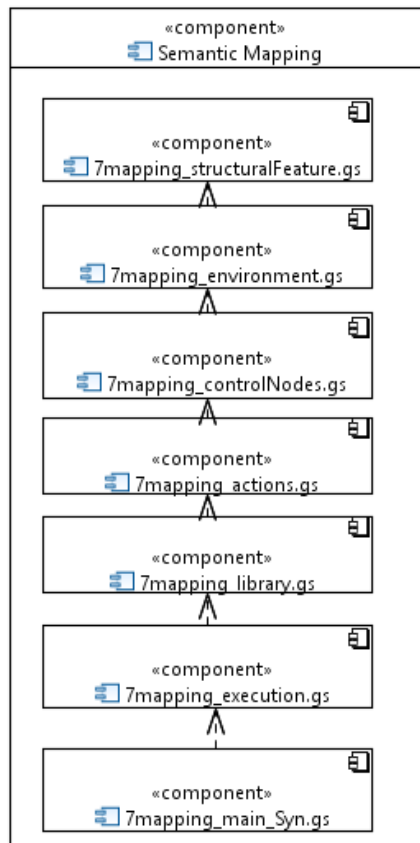 «component»
Semantic Mapping
«component»
7mapping_structuralFeature.gs
«component»
7mapping_environment.gs
«component»
7mapping_controlNodes.gs
«component»
7mapping_actions.gs
«component»
7mapping_library.gs
«component»
7mapping_execution.gs
«component»
7mapping_main_Syn.gs